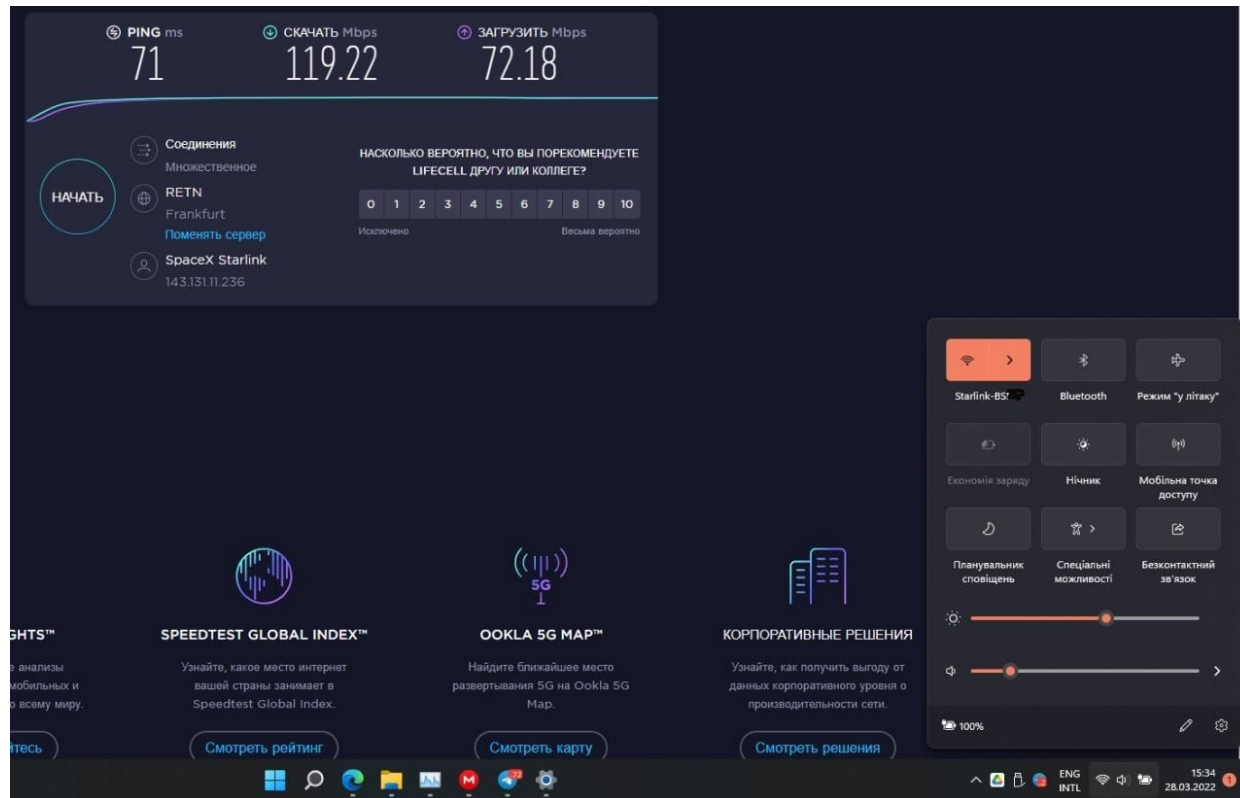 PING ms
71
СКАЧАТЬ Mbps
119.22
ЗАГРУЗИТЬ Mbps
72.18
НАЧАТЬ
Соединения
Множественное
RETN
Frankfurt
Поменять сервер
SpaceX Starlink
143.131.11.236
НАСКОЛЬКО ВЕРОЯТНО, ЧТО ВЫ ПОРЕКОМЕНДУЕТЕ
LIFECELL ДРУГУ ИЛИ КОЛЛЕГЕ?
0 1 2 3 4 5 6 7 8 9 10
Исключено
Весьма вероятно
Starlink-BS
Bluetooth
Режим "у літаку"
Економія заряду
Нічник
Мобільна точка
доступу
Планувальник
сповіщень
Спеціальні
можливості
Безконтактний
зв'язок
100%
GHTS™
е анализы
мобильных и
о всему миру.
итесь
5G
SPEEDTEST GLOBAL INDEX™
Узнайте, какое место интернет
вашей страны занимает в
Speedtest Global Index.
Смотреть рейтинг
OOKLA 5G MAP™
Найдите ближайшее место
развертывания 5G на Ookla 5G
Map.
Смотреть карту
КОРПОРАТИВНЫЕ РЕШЕНИЯ
Узнайте, как получить выгоду от
данных корпоративного уровня о
производительности сети.
Смотреть решения
M
72
ENG
INTL
15:34
28.03.2022
1